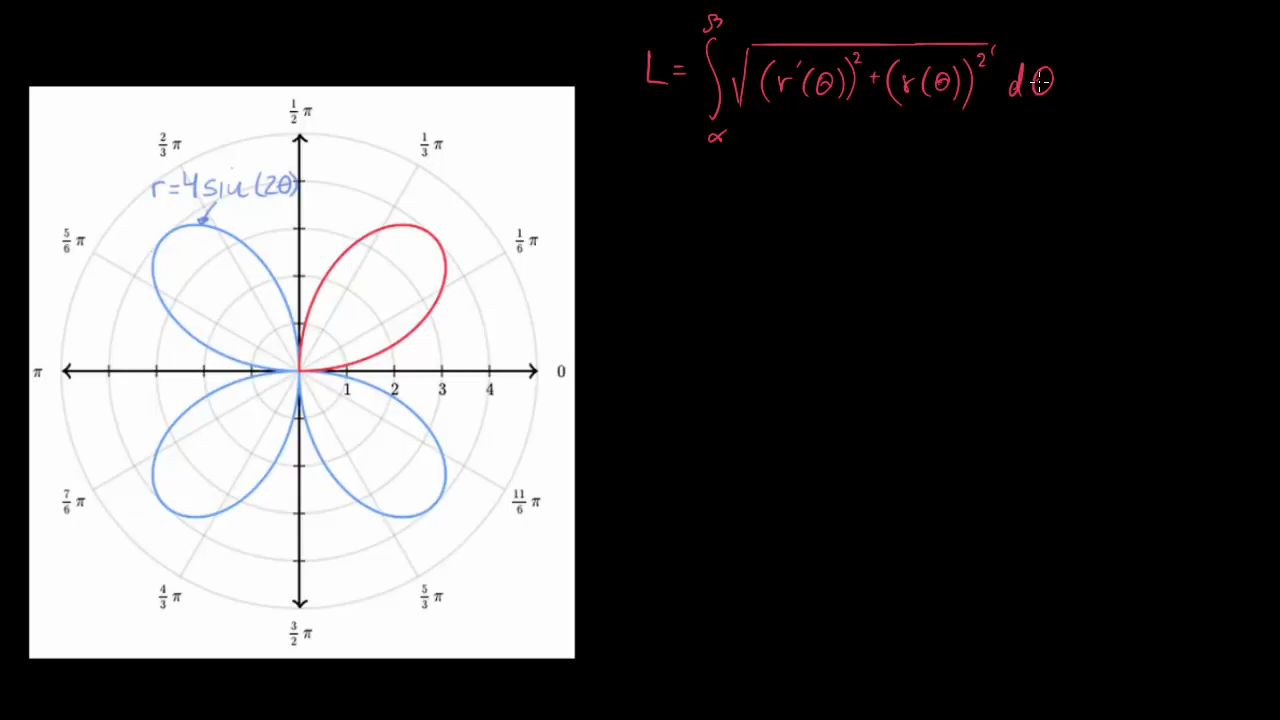 β
L = ∫ √(r′(θ))² + (r(θ))² dθ
α
1/2 π
2/3 π
1/3 π
r=4sin(2θ)
5/6 π
1/6 π
π
0
1 2 3 4
7/6 π
11/6 π
4/3 π
5/3 π
3/2 π